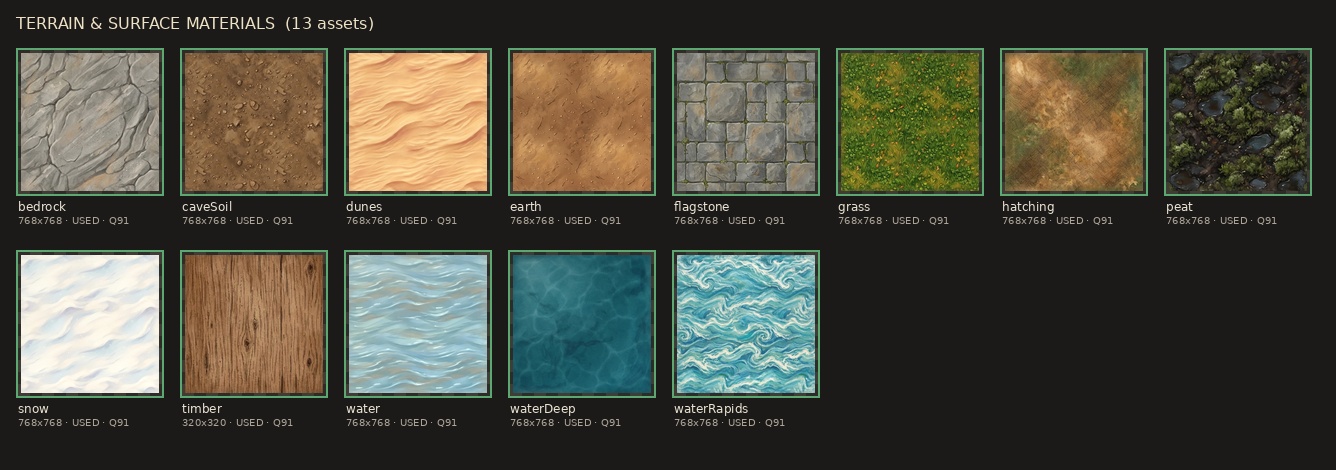 TERRAIN & SURFACE MATERIALS (13 assets)
bedrock
768x768 · USED · Q91
caveSoil
768x768 · USED · Q91
dunes
768x768 · USED · Q91
earth
768x768 · USED · Q91
flagstone
768x768 · USED · Q91
grass
768x768 · USED · Q91
hatching
768x768 · USED · Q91
peat
768x768 · USED · Q91
snow
768x768 · USED · Q91
timber
320x320 · USED · Q91
water
768x768 · USED · Q91
waterDeep
768x768 · USED · Q91
waterRapids
768x768 · USED · Q91